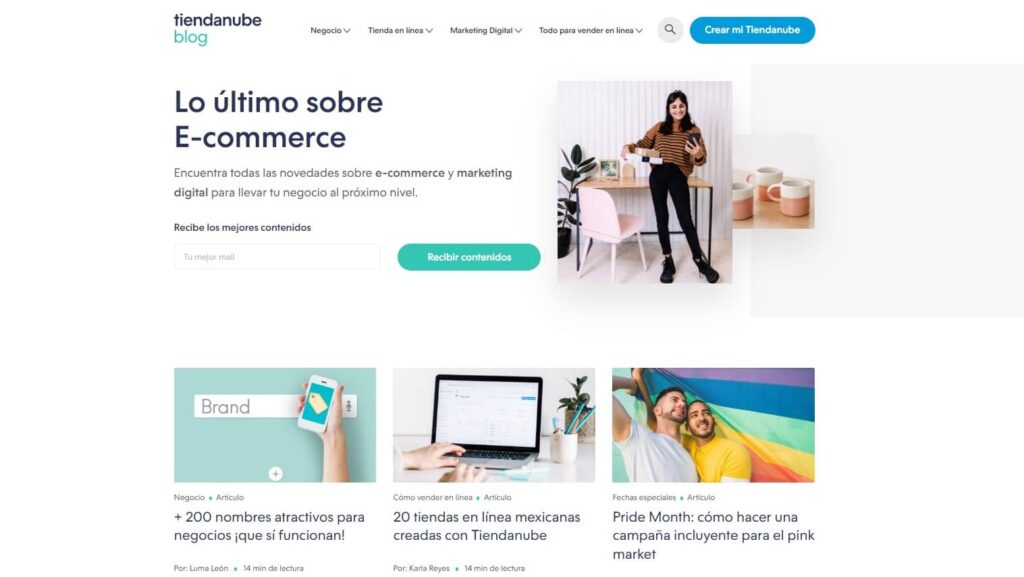 tiendanube
blog
Negocio
Tienda en línea
Marketing Digital
Todo para vender en línea
Crear mi Tiendanube
Lo último sobre
E-commerce
Encuentra todas las novedades sobre e-commerce y marketing
digital para llevar tu negocio al próximo nivel.
Recibe los mejores contenidos
Tu mejor mail
Recibir contenidos
Brand
Negocio • Artículo
+ 200 nombres atractivos para
negocios ¡que sí funcionan!
Por: Luma León • 14 min de lectura
Cómo vender en línea • Artículo
20 tiendas en línea mexicanas
creadas con Tiendanube
Por: Karla Reyes • 14 min de lectura
Fechas especiales • Artículo
Pride Month: cómo hacer una
campaña incluyente para el pink
market